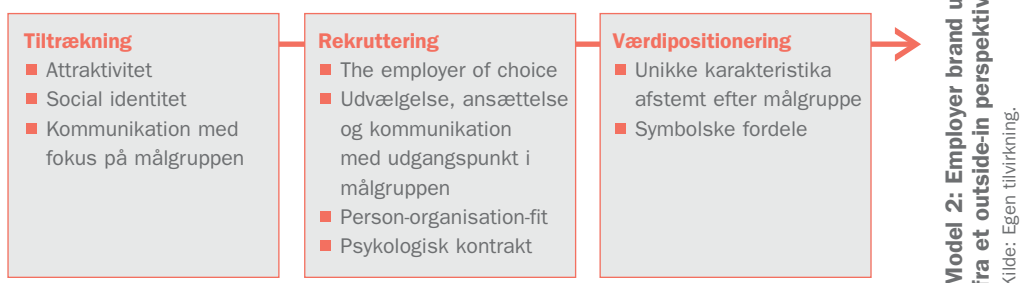 Tiltrækning
Attraktivitet
Social identitet
Kommunikation med
fokus på målgruppen
Rekruttering
The employer of choice
Udvælgelse, ansættelse
og kommunikation
med udgangspunkt i
målgruppen
Person-organisation-fit
Psykologisk kontrakt
Værdipositionering
Unikke karakteristika
afstemt efter målgruppe
Symbolske fordele
Model 2: Employer brand
fra et outside-in
Kilde: Egen tilvirkning.